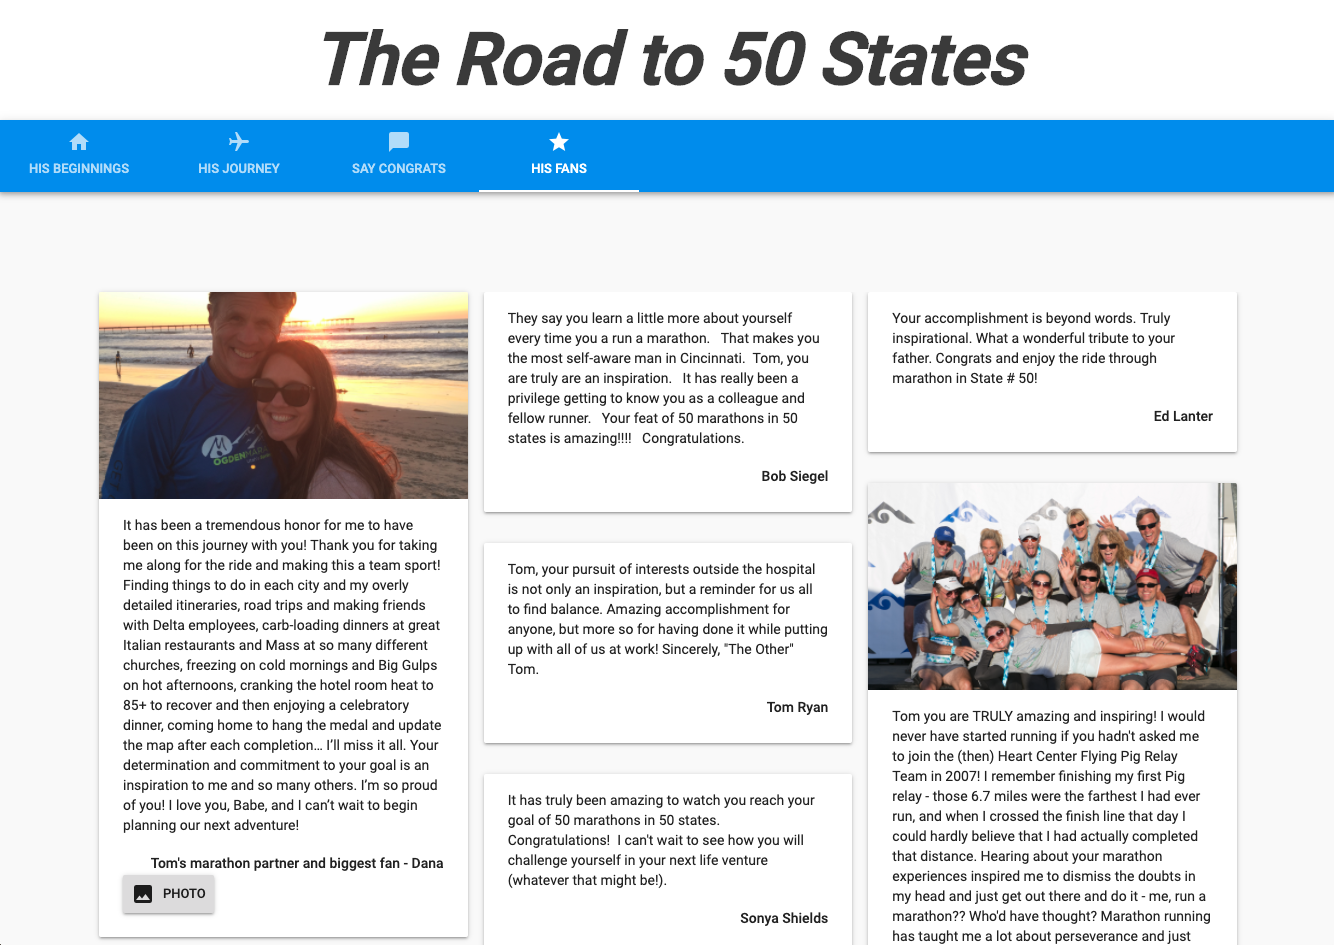 The Road to 50 States
HIS BEGINNINGS
HIS JOURNEY
SAY CONGRATS
HIS FANS
OGDENMAR
It has been a tremendous honor for me to have
been on this journey with you! Thank you for taking
me along for the ride and making this a team sport!
Finding things to do in each city and my overly
detailed itineraries, road trips and making friends
with Delta employees, carb-loading dinners at great
Italian restaurants and Mass at so many different
churches, freezing on cold mornings and Big Gulps
on hot afternoons, cranking the hotel room heat to
85+ to recover and then enjoying a celebratory
dinner, coming home to hang the medal and update
the map after each completion… I’ll miss it all. Your
determination and commitment to your goal is an
inspiration to me and so many others. I’m so proud
of you! I love you, Babe, and I can’t wait to begin
planning our next adventure!
Tom's marathon partner and biggest fan - Dana
PHOTO
They say you learn a little more about yourself
every time you a run a marathon.   That makes you
the most self-aware man in Cincinnati.  Tom, you
are truly are an inspiration.   It has really been a
privilege getting to know you as a colleague and
fellow runner.   Your feat of 50 marathons in 50
states is amazing!!!!   Congratulations.
Bob Siegel
Tom, your pursuit of interests outside the hospital
is not only an inspiration, but a reminder for us all
to find balance. Amazing accomplishment for
anyone, but more so for having done it while putting
up with all of us at work! Sincerely, "The Other"
Tom.
Tom Ryan
It has truly been amazing to watch you reach your
goal of 50 marathons in 50 states.
Congratulations!  I can't wait to see how you will
challenge yourself in your next life venture
(whatever that might be!).
Sonya Shields
Your accomplishment is beyond words. Truly
inspirational. What a wonderful tribute to your
father. Congrats and enjoy the ride through
marathon in State # 50!
Ed Lanter
Tom you are TRULY amazing and inspiring! I would
never have started running if you hadn't asked me
to join the (then) Heart Center Flying Pig Relay
Team in 2007! I remember finishing my first Pig
relay - those 6.7 miles were the farthest I had ever
run, and when I crossed the finish line that day I
could hardly believe that I had actually completed
that distance. Hearing about your marathon
experiences inspired me to dismiss the doubts in
my head and just get out there and do it - me, run a
marathon?? Who'd have thought? Marathon running
has taught me a lot about perseverance and just